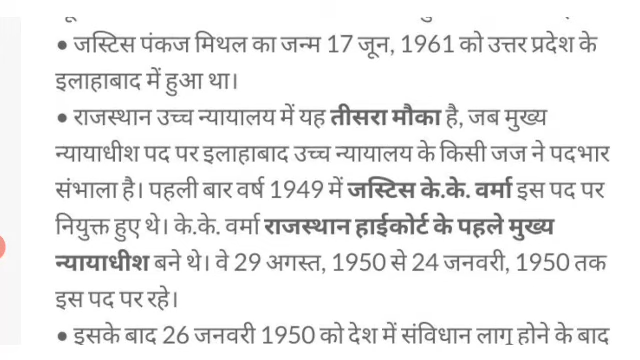 • जस्टिस पंकज मिथल का जन्म 17 जून, 1961 को उत्तर प्रदेश के
इलाहाबाद में हुआ था।
• राजस्थान उच्च न्यायालय में यह तीसरा मौका है, जब मुख्य
न्यायाधीश पद पर इलाहाबाद उच्च न्यायालय के किसी जज ने पदभार
संभाला है। पहली बार वर्ष 1949 में जस्टिस के.के. वर्मा इस पद पर
नियुक्त हुए थे। के.के. वर्मा राजस्थान हाईकोर्ट के पहले मुख्य
न्यायाधीश बने थे। वे 29 अगस्त, 1950 से 24 जनवरी, 1950 तक
इस पद पर रहे।
• इसके बाद 26 जनवरी 1950 को देश में संविधान लागू होने के बाद